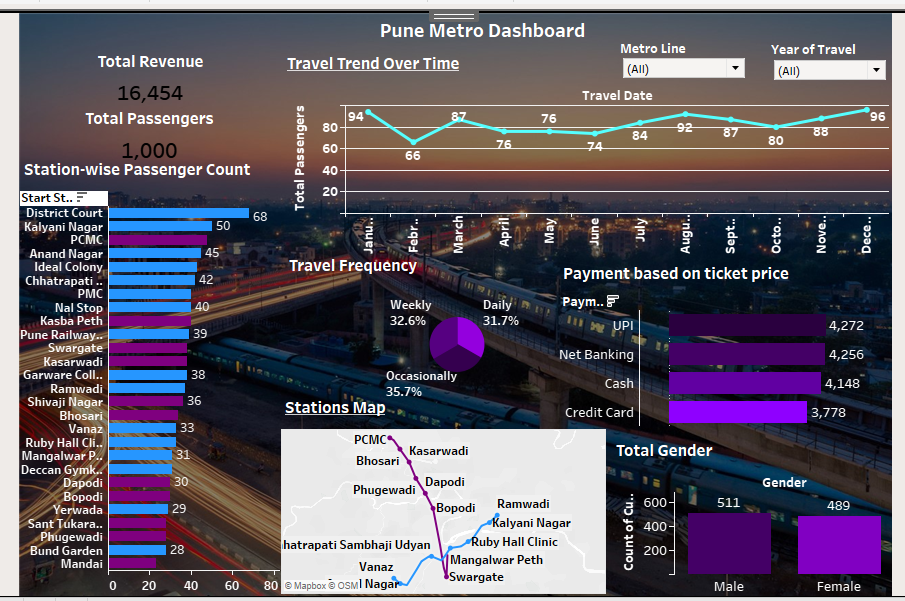 Pune Metro Dashboard
Total Revenue
16,454
Total Passengers
1,000
Travel Trend Over Time
Metro Line
(All)
Year of Travel
(All)
Travel Date
Total Passengers
80
60
40
20
94
66
87
76
76
74
84
92
87
80
88
96
Janu..
Febr..
March
April
May
June
July
Augu..
Sept..
Octo..
Nove..
Dece..
Station-wise Passenger Count
Start St..
District Court 68
Kalyani Nagar 50
PCMC
Anand Nagar 45
Ideal Colony
Chhatrapati .. 42
PMC
Nal Stop 40
Kasba Peth
Pune Railway.. 39
Swargate
Kasarwadi
Garware Coll.. 38
Ramwadi
Shivaji Nagar 36
Bhosari
Vanaz 33
Ruby Hall Cli..
Mangalwar P.. 31
Deccan Gymk..
Dapodi 30
Bopodi
Yerwada 29
Sant Tukara..
Phugewadi
Bund Garden 28
Mandai
0 20 40 60 80
Travel Frequency
Weekly
32.6%
Daily
31.7%
Occasionally
35.7%
Payment based on ticket price
Paym..
UPI 4,272
Net Banking 4,256
Cash 4,148
Credit Card 3,778
Stations Map
PCMC
Kasarwadi
Bhosari
Dapodi
Phugewadi
Bopodi
Ramwadi
Kalyani Nagar
hatrapati Sambhaji Udyan
Ruby Hall Clinic
Mangalwar Peth
Vanaz
Swargate
Nagar
© Mapbox © OSM
Total Gender
Gender
Count of Cu..
600
400
200
511
489
Male
Female